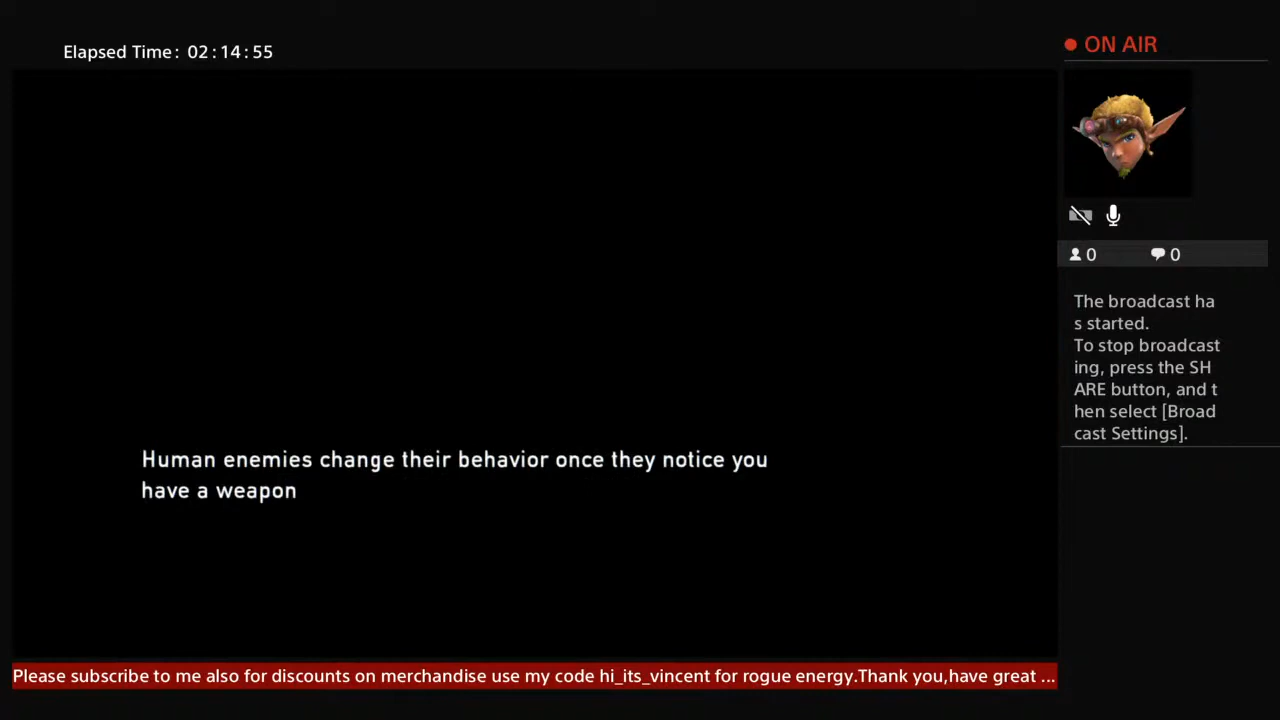 Elapsed Time: 02:14:55
ON AIR
0 0
The broadcast ha
s started.
To stop broadcast
ing, press the SH
ARE button, and t
hen select [Broad
cast Settings].
Human enemies change their behavior once they notice you
have a weapon
Please subscribe to me also for discounts on merchandise use my code hi_its_vincent for rogue energy.Thank you,have great ...